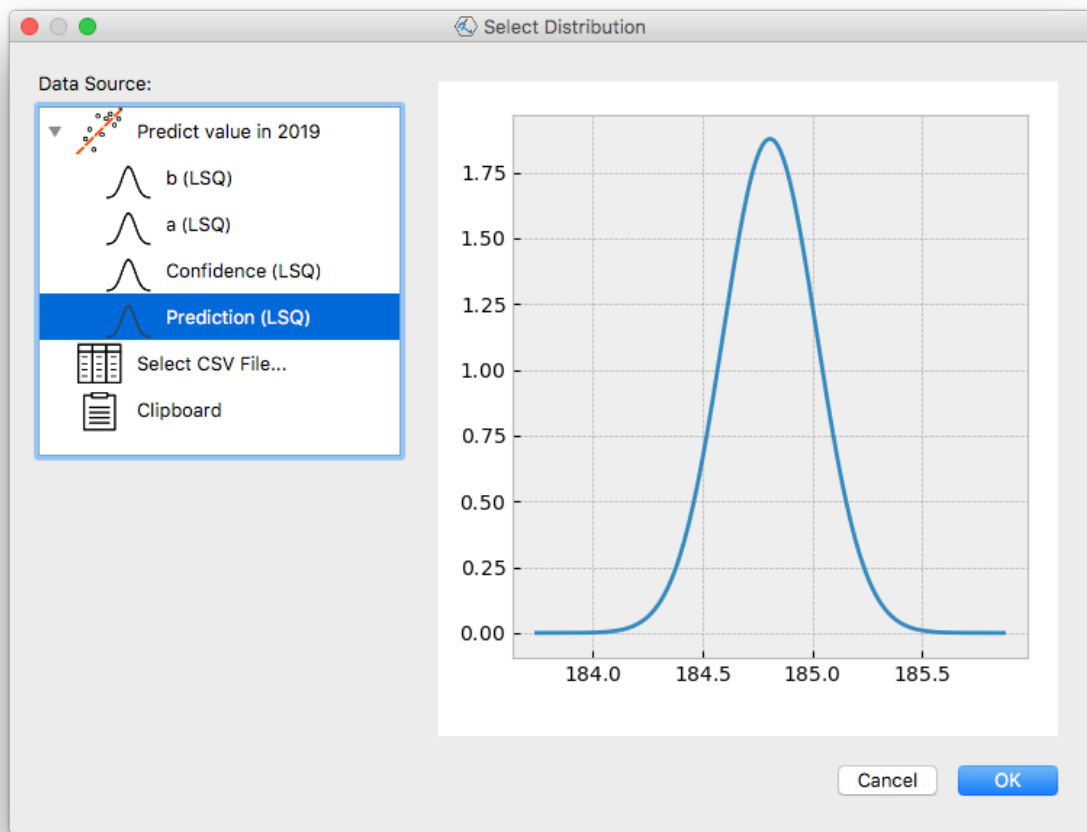 Select Distribution
Data Source:
Predict value in 2019
b (LSQ)
a (LSQ)
Confidence (LSQ)
Prediction (LSQ)
Select CSV File...
Clipboard
1.75
1.50
1.25
1.00
0.75
0.50
0.25
0.00
184.0 184.5 185.0 185.5
Cancel OK